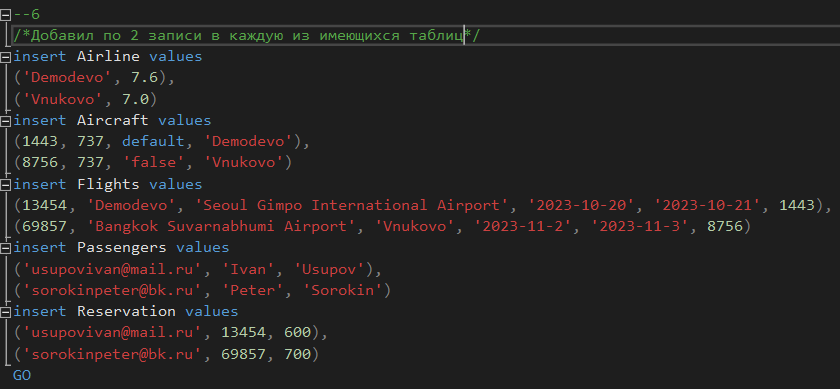 --6
/*Добавил по 2 записи в каждую из имеющихся таблиц*/
insert Airline values
('Demodevo', 7.6),
('Vnukovo', 7.0)
insert Aircraft values
(1443, 737, default, 'Demodevo'),
(8756, 737, 'false', 'Vnukovo')
insert Flights values
(13454, 'Demodevo', 'Seoul Gimpo International Airport', '2023-10-20', '2023-10-21', 1443),
(69857, 'Bangkok Suvarnabhumi Airport', 'Vnukovo', '2023-11-2', '2023-11-3', 8756)
insert Passengers values
('usupovivan@mail.ru', 'Ivan', 'Usupov'),
('sorokinpeter@bk.ru', 'Peter', 'Sorokin')
insert Reservation values
('usupovivan@mail.ru', 13454, 600),
('sorokinpeter@bk.ru', 69857, 700)
GO